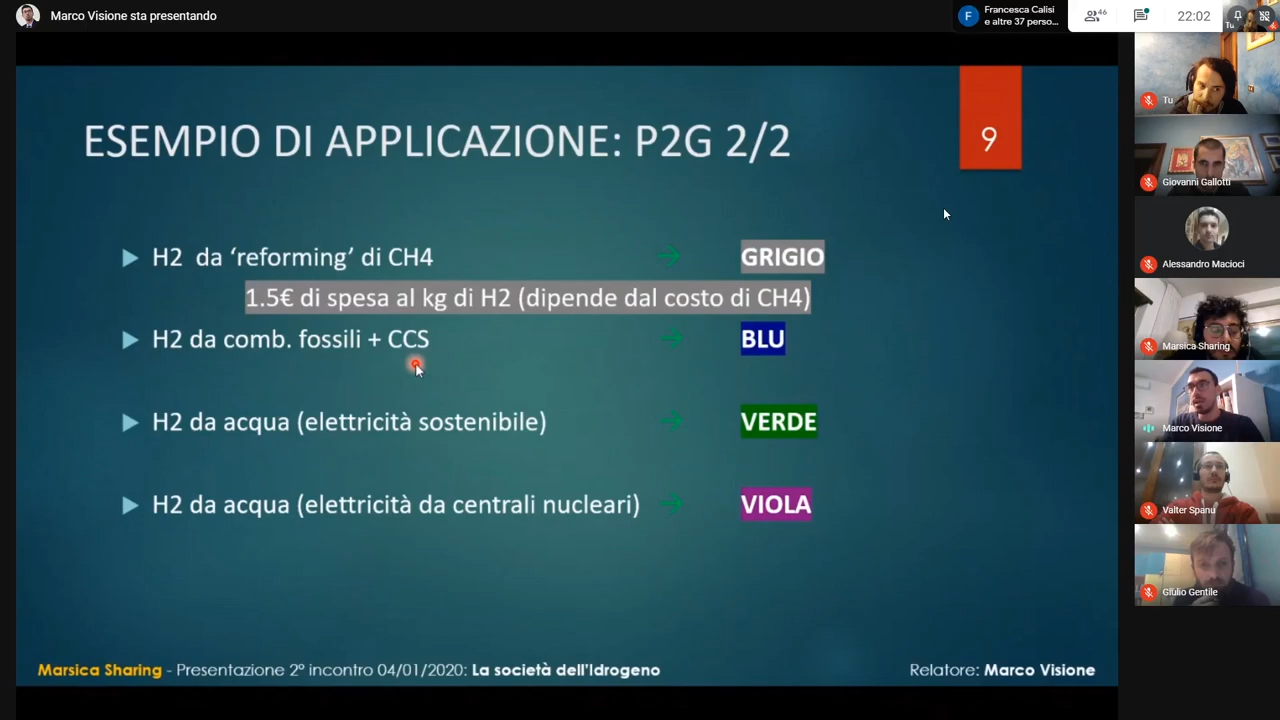 Marco Visione sta presentando
F
Francesca Calisi
e altre 37 perso...
46
22:02
Tu
ESEMPIO DI APPLICAZIONE: P2G 2/2
9
H2 da ‘reforming’ di CH4 → GRIGIO
1.5€ di spesa al kg di H2 (dipende dal costo di CH4)
H2 da comb. fossili + CCS → BLU
H2 da acqua (elettricità sostenibile) → VERDE
H2 da acqua (elettricità da centrali nucleari) → VIOLA
Marsica Sharing - Presentazione 2° incontro 04/01/2020: La società dell'Idrogeno
Relatore: Marco Visione
Tu
Giovanni Gallotti
Alessandro Macioci
Marsica Sharing
Marco Visione
Valter Spanu
Giulio Gentile